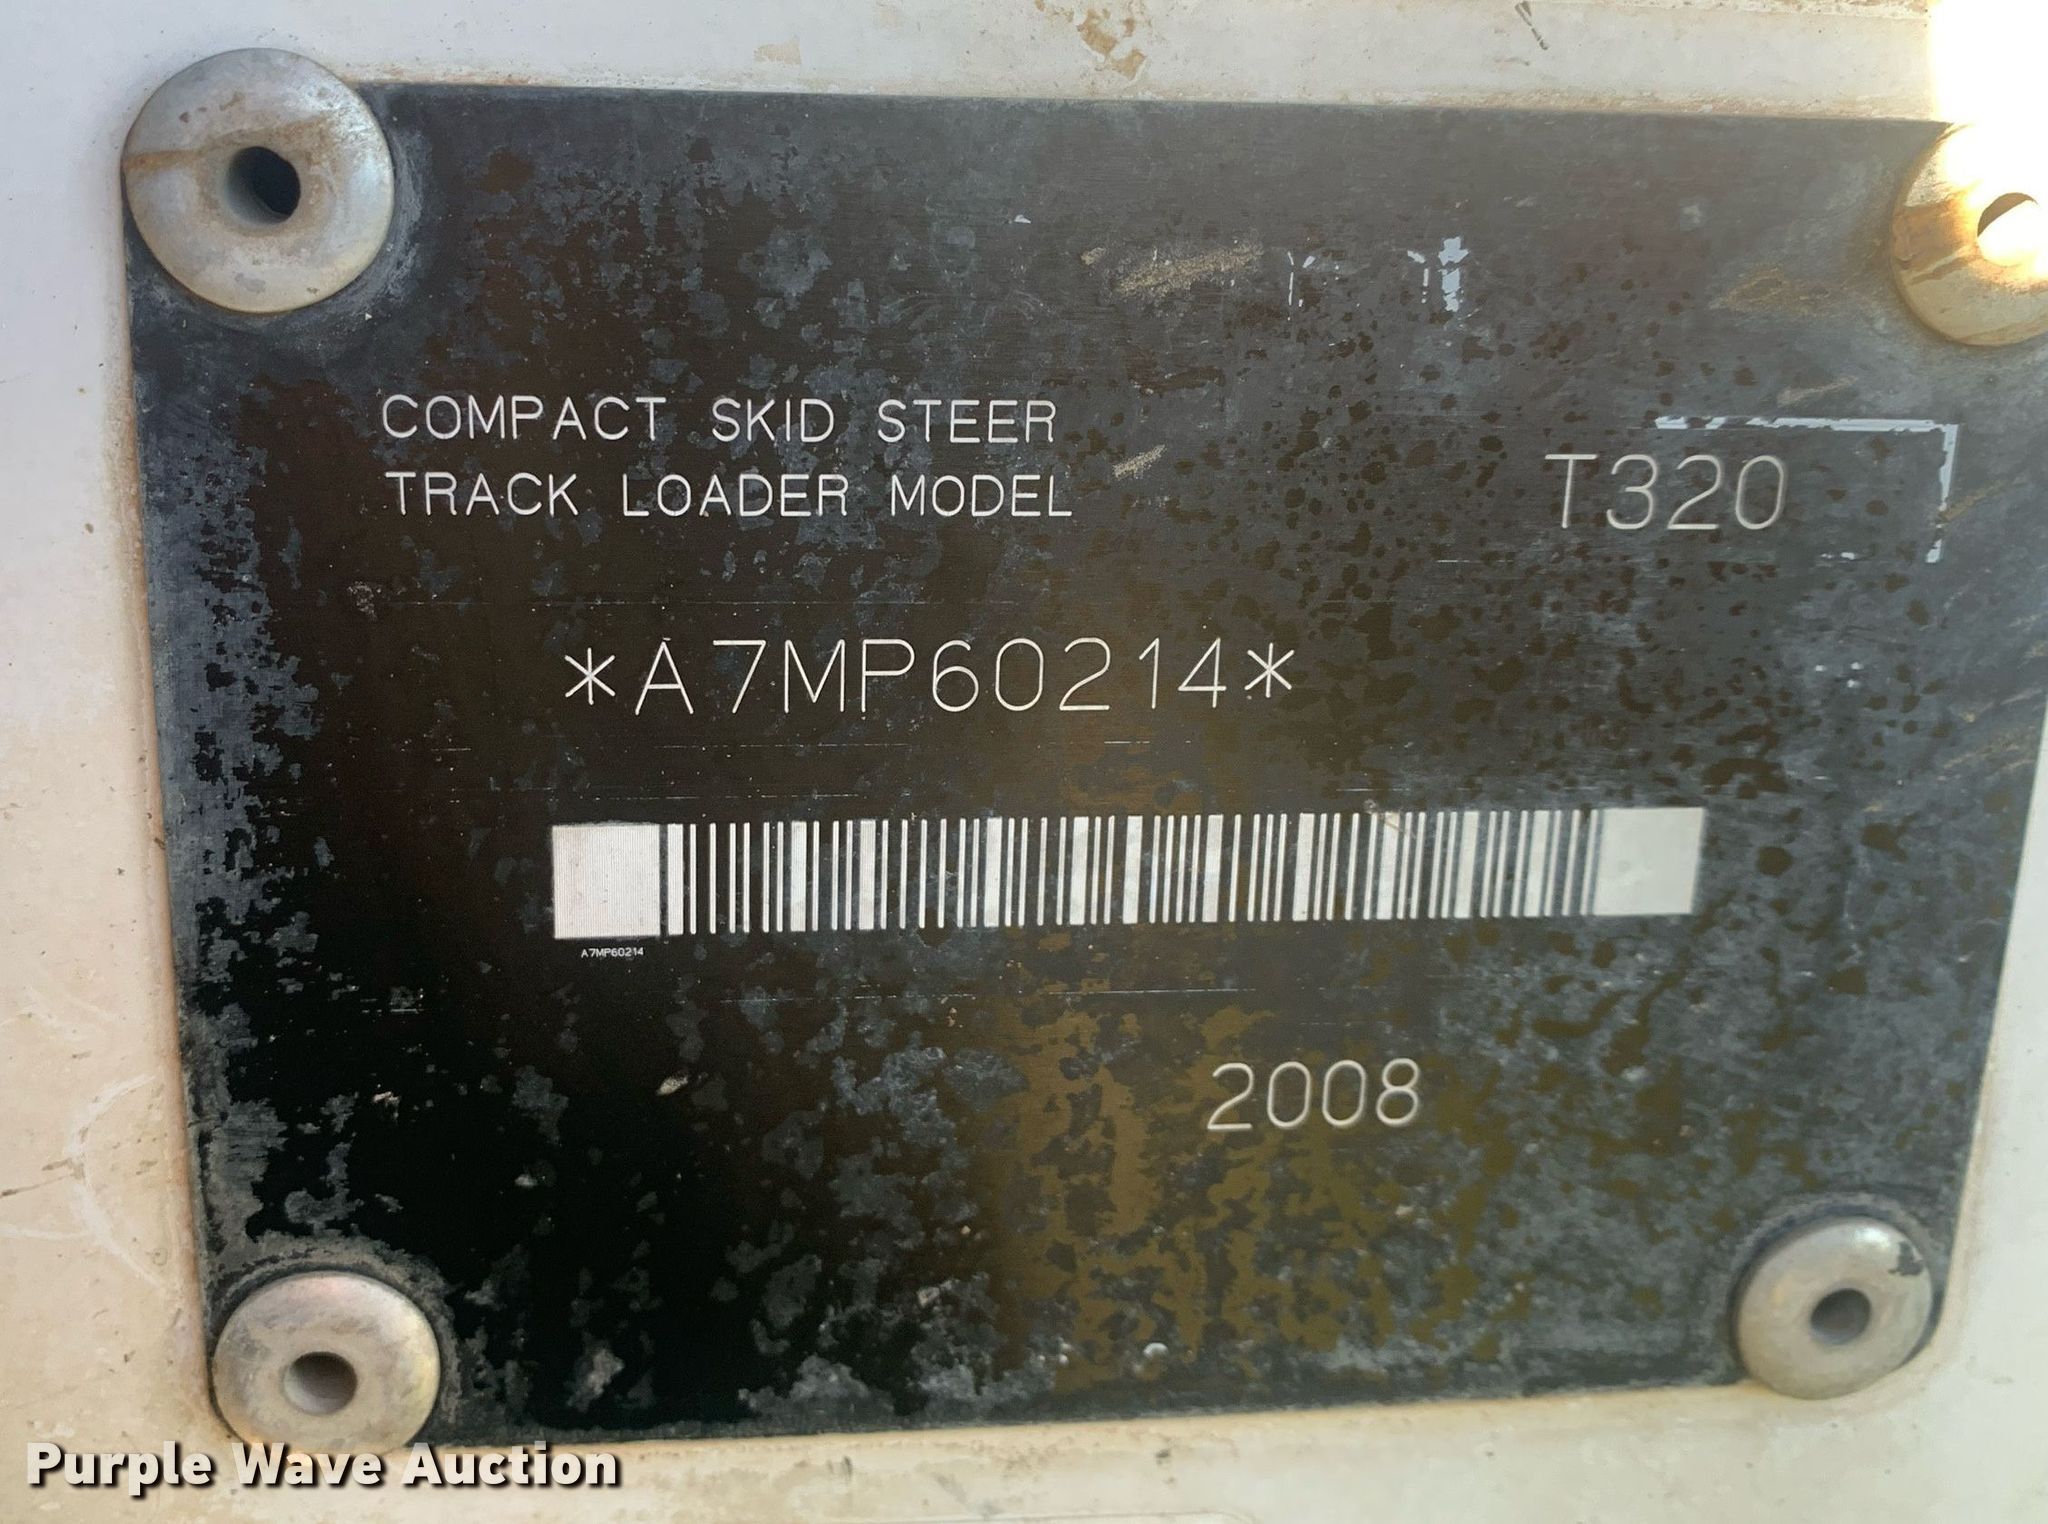 COMPACT SKID STEER
TRACK LOADER MODEL T320
*A7MP60214*
A7MP60214
2008
Purple Wave Auction